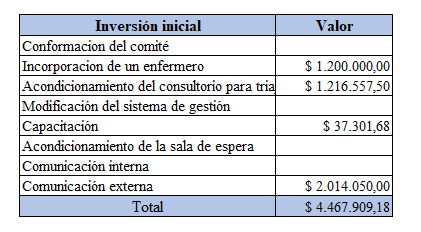 Inversión inicial Valor
Conformacion del comité
Incorporacion de un enfermero $ 1.200.000,00
Acondicionamiento del consultorio para tria $ 1.216.557,50
Modificación del sistema de gestión
Capacitación $ 37.301,68
Acondicionamiento de la sala de espera
Comunicación interna
Comunicación externa $ 2.014.050,00
Total $ 4.467.909,18